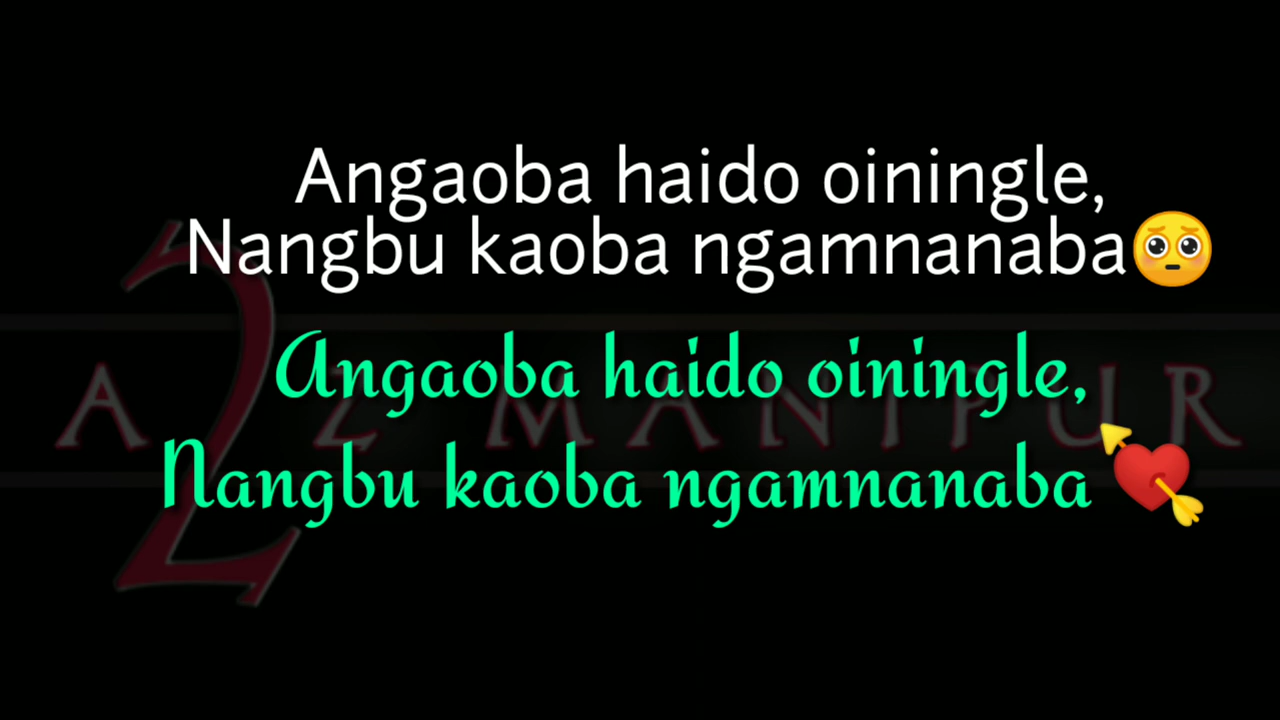 Angaoba haido oiningle,
Nangbu kaoba ngamnanaba🥺
Angaoba haido oiningle,
Nangbu kaoba ngamnanaba💘
A2Z MANIPUR